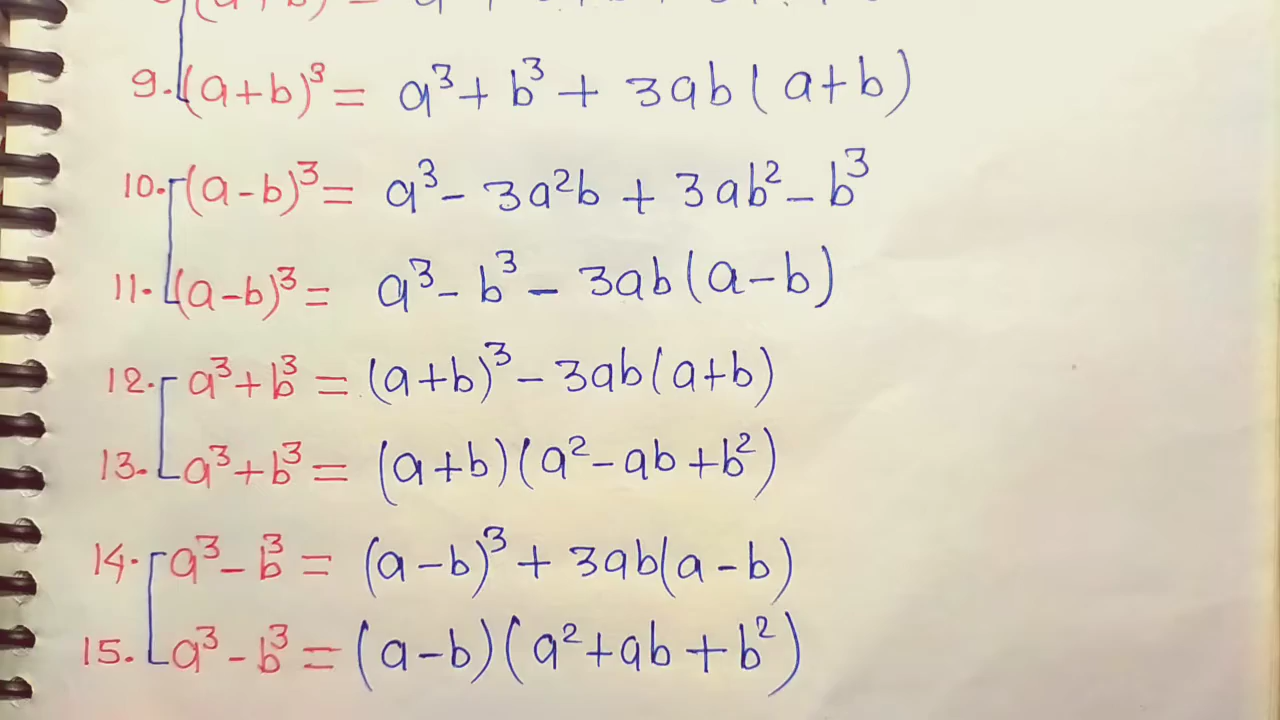 9. (a+b)³ = a³ + b³ + 3ab(a+b)
10. (a-b)³ = a³ - 3a²b + 3ab² - b³
11. (a-b)³ = a³ - b³ - 3ab(a-b)
12. a³+b³ = (a+b)³ - 3ab(a+b)
13. a³+b³ = (a+b)(a²-ab+b²)
14. a³-b³ = (a-b)³ + 3ab(a-b)
15. a³-b³ = (a-b)(a²+ab+b²)